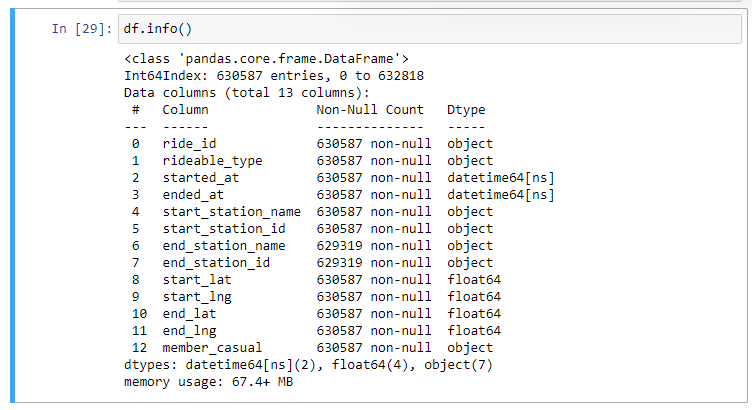 In [29]: df.info()
<class 'pandas.core.frame.DataFrame'>
Int64Index: 630587 entries, 0 to 632818
Data columns (total 13 columns):
 #   Column              Non-Null Count   Dtype
---  ------              --------------   -----
 0   ride_id             630587 non-null  object
 1   rideable_type       630587 non-null  object
 2   started_at          630587 non-null  datetime64[ns]
 3   ended_at            630587 non-null  datetime64[ns]
 4   start_station_name  630587 non-null  object
 5   start_station_id    630587 non-null  object
 6   end_station_name    629319 non-null  object
 7   end_station_id      629319 non-null  object
 8   start_lat           630587 non-null  float64
 9   start_lng           630587 non-null  float64
 10  end_lat             630587 non-null  float64
 11  end_lng             630587 non-null  float64
 12  member_casual       630587 non-null  object
dtypes: datetime64[ns](2), float64(4), object(7)
memory usage: 67.4+ MB